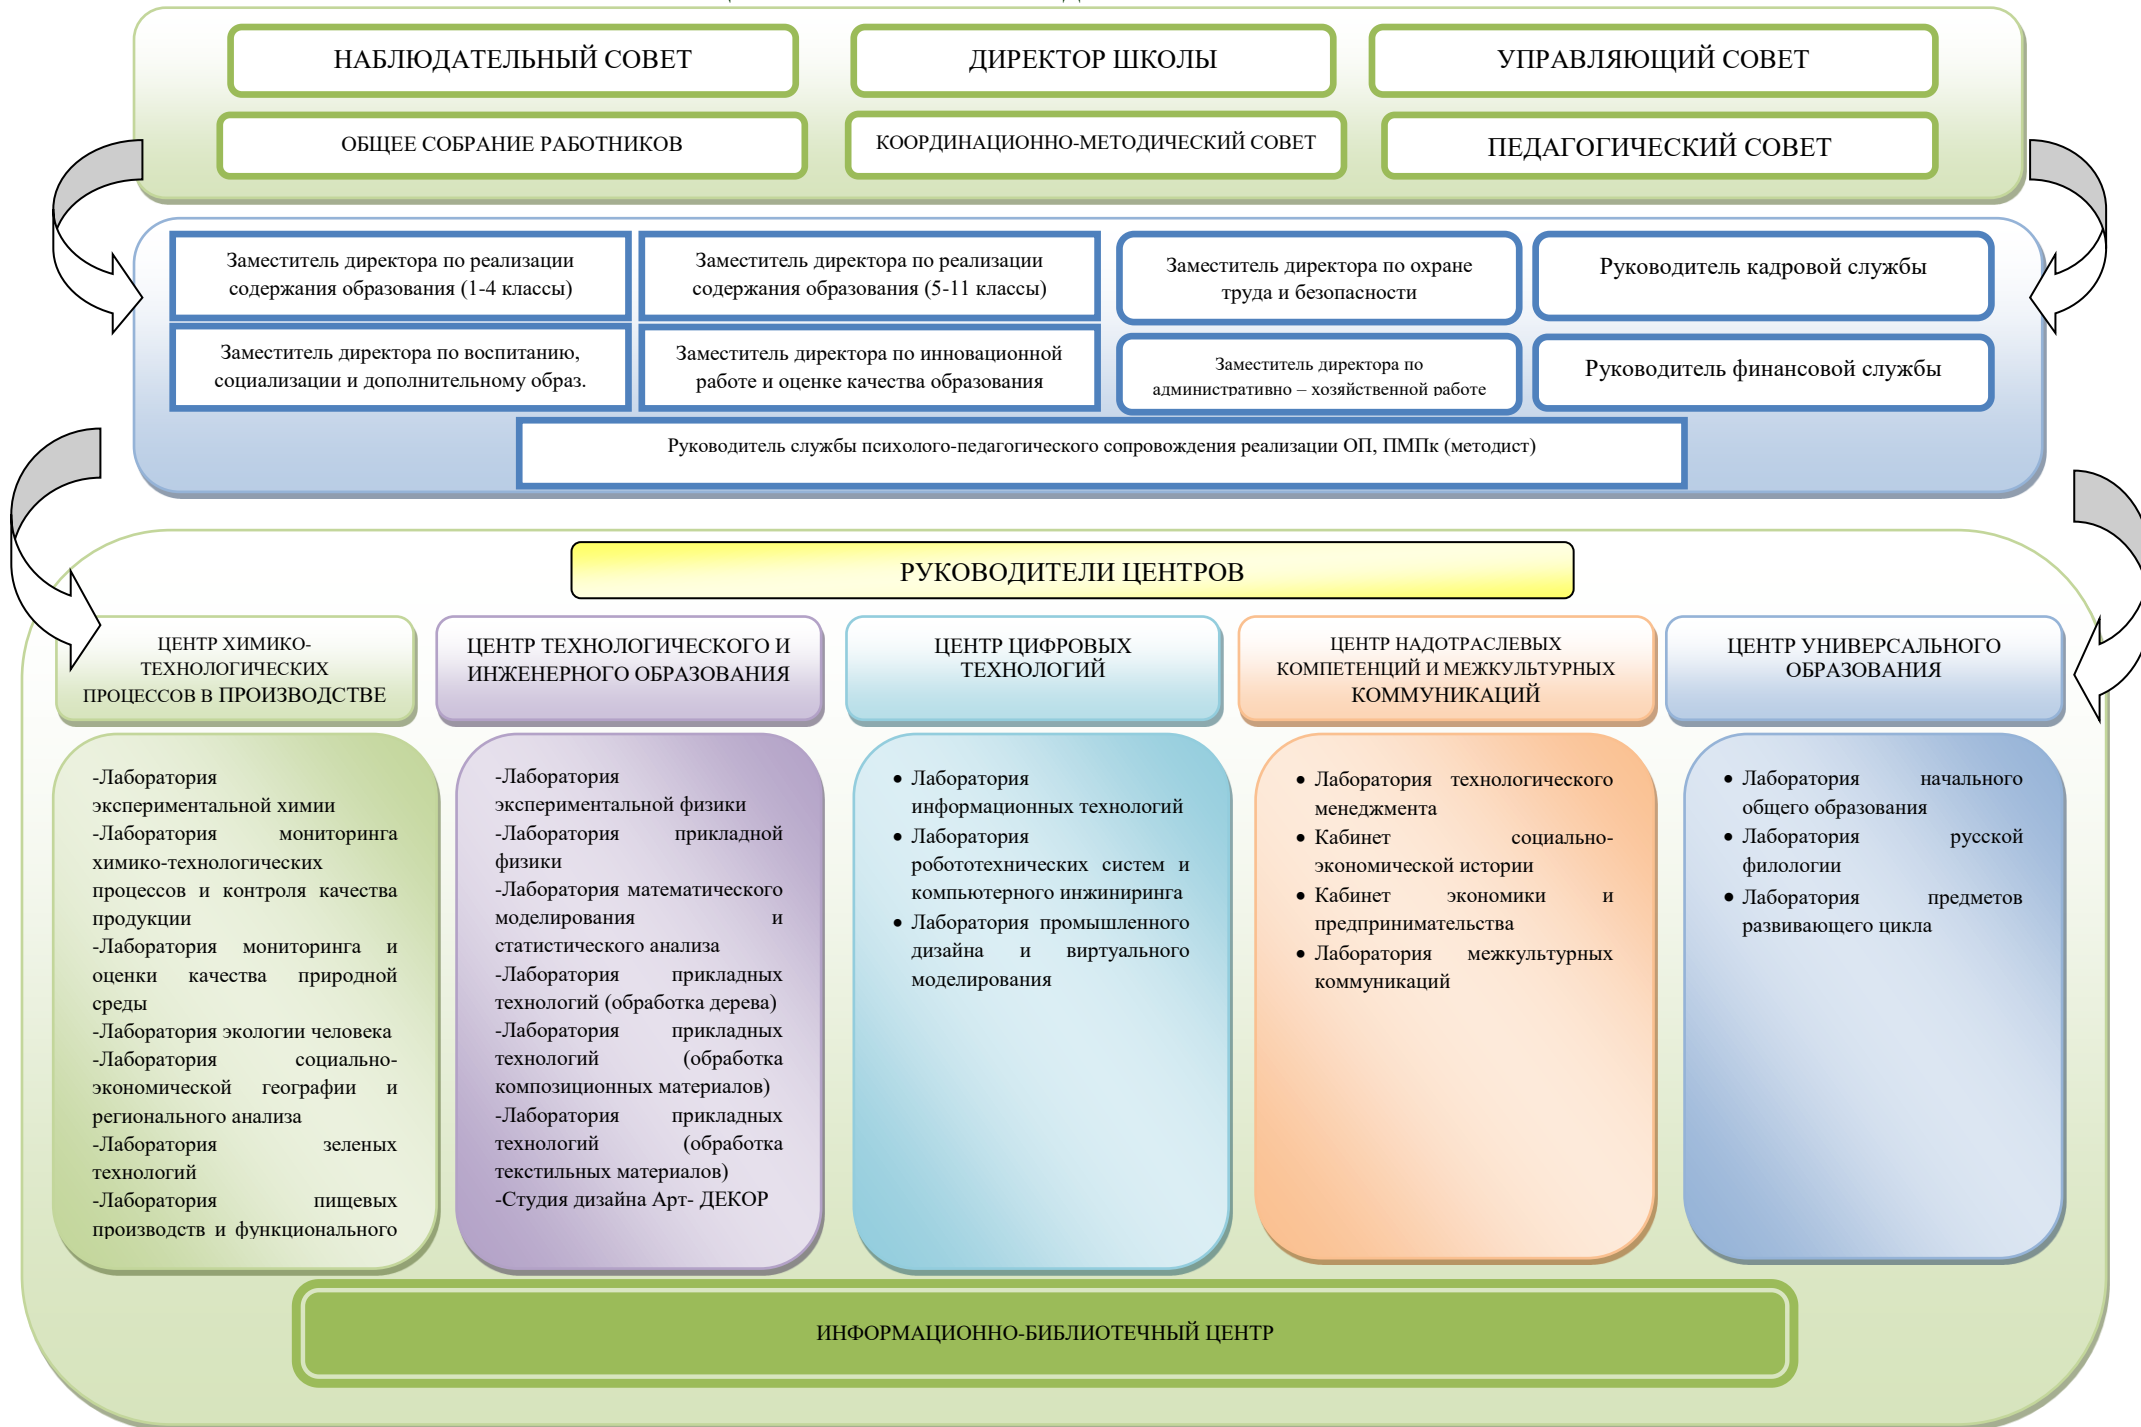 НАБЛЮДАТЕЛЬНЫЙ СОВЕТ
ДИРЕКТОР ШКОЛЫ
УПРАВЛЯЮЩИЙ СОВЕТ
ОБЩЕЕ СОБРАНИЕ РАБОТНИКОВ
КООРДИНАЦИОННО-МЕТОДИЧЕСКИЙ СОВЕТ
ПЕДАГОГИЧЕСКИЙ СОВЕТ
Заместитель директора по реализации
содержания образования (1-4 классы)
Заместитель директора по реализации
содержания образования (5-11 классы)
Заместитель директора по охране
труда и безопасности
Руководитель кадровой службы
Заместитель директора по воспитанию,
социализации и дополнительному образ.
Заместитель директора по инновационной
работе и оценке качества образования
Заместитель директора по
административно – хозяйственной работе
Руководитель финансовой службы
Руководитель службы психолого-педагогического сопровождения реализации ОП, ПМПк (методист)
РУКОВОДИТЕЛИ ЦЕНТРОВ
ЦЕНТР ХИМИКО-
ТЕХНОЛОГИЧЕСКИХ
ПРОЦЕССОВ В ПРОИЗВОДСТВЕ
ЦЕНТР ТЕХНОЛОГИЧЕСКОГО И
ИНЖЕНЕРНОГО ОБРАЗОВАНИЯ
ЦЕНТР ЦИФРОВЫХ
ТЕХНОЛОГИЙ
ЦЕНТР НАДОТРАСЛЕВЫХ
КОМПЕТЕНЦИЙ И МЕЖКУЛЬТУРНЫХ
КОММУНИКАЦИЙ
ЦЕНТР УНИВЕРСАЛЬНОГО
ОБРАЗОВАНИЯ
-Лаборатория
экспериментальной химии
-Лаборатория мониторинга
химико-технологических
процессов и контроля качества
продукции
-Лаборатория мониторинга и
оценки качества природной
среды
-Лаборатория экологии человека
-Лаборатория социально-
экономической географии и
регионального анализа
-Лаборатория зеленых
технологий
-Лаборатория пищевых
производств и функционального
-Лаборатория
экспериментальной физики
-Лаборатория прикладной
физики
-Лаборатория математического
моделирования и
статистического анализа
-Лаборатория прикладных
технологий (обработка дерева)
-Лаборатория прикладных
технологий (обработка
композиционных материалов)
-Лаборатория прикладных
технологий (обработка
текстильных материалов)
-Студия дизайна Арт- ДЕКОР
• Лаборатория
информационных технологий
• Лаборатория
робототехнических систем и
компьютерного инжиниринга
• Лаборатория промышленного
дизайна и виртуального
моделирования
• Лаборатория технологического
менеджмента
• Кабинет социально-
экономической истории
• Кабинет экономики и
предпринимательства
• Лаборатория межкультурных
коммуникаций
• Лаборатория начального
общего образования
• Лаборатория русской
филологии
• Лаборатория предметов
развивающего цикла
ИНФОРМАЦИОННО-БИБЛИОТЕЧНЫЙ ЦЕНТР